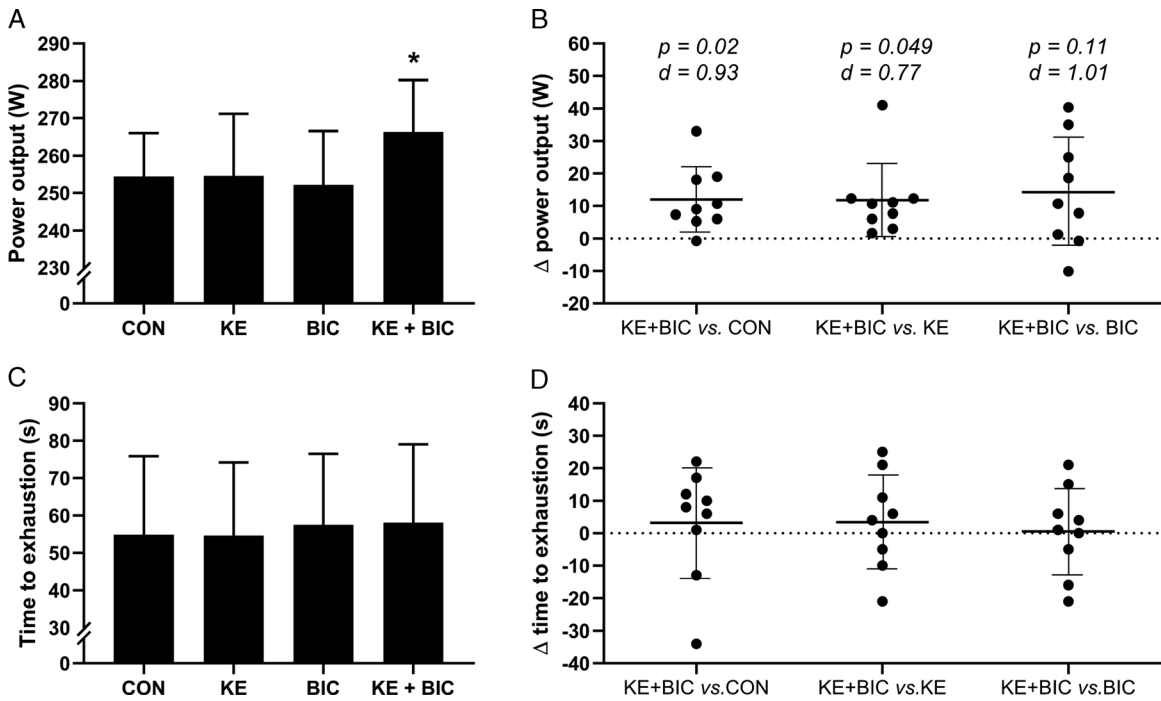 A
Power output (W)
290
280
270
260
250
240
230
0
*
CON KE BIC KE + BIC
B
Δ power output (W)
60
50
40
30
20
10
0
-10
-20
p = 0.02 p = 0.049 p = 0.11
d = 0.93 d = 0.77 d = 1.01
KE+BIC vs. CON KE+BIC vs. KE KE+BIC vs. BIC
C
Time to exhaustion (s)
90
80
70
60
50
40
30
0
CON KE BIC KE + BIC
D
Δ time to exhaustion (s)
40
30
20
10
0
-10
-20
-30
-40
KE+BIC vs.CON KE+BIC vs.KE KE+BIC vs.BIC